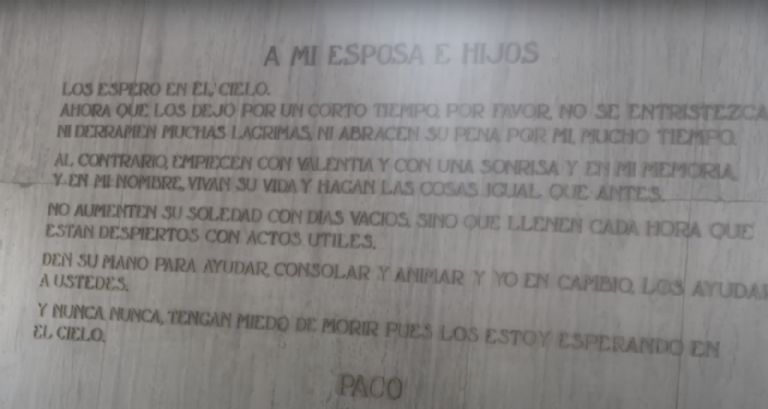 A MI ESPOSA E HIJOS
LOS ESPERO EN EL CIELO.
AHORA QUE LOS DEJO POR UN CORTO TIEMPO, POR FAVOR, NO SE ENTRISTEZCA
NI DERRAMEN MUCHAS LAGRIMAS, NI ABRACEN SU PENA POR MI, MUCHO TIEMPO.
AL CONTRARIO, EMPIECEN CON VALENTIA Y CON UNA SONRISA Y EN MI MEMORIA
Y EN MI NOMBRE, VIVAN SU VIDA Y HAGAN LAS COSAS IGUAL QUE ANTES.
NO AUMENTEN SU SOLEDAD CON DIAS VACIOS, SINO QUE LLENEN CADA HORA QUE
ESTAN DESPIERTOS CON ACTOS UTILES.
DEN SU MANO PARA AYUDAR, CONSOLAR Y ANIMAR Y YO EN CAMBIO, LOS AYUDAR
A USTEDES.
Y NUNCA, NUNCA, TENGAN MIEDO DE MORIR PUES LOS ESTOY ESPERANDO EN
EL CIELO.
PACO